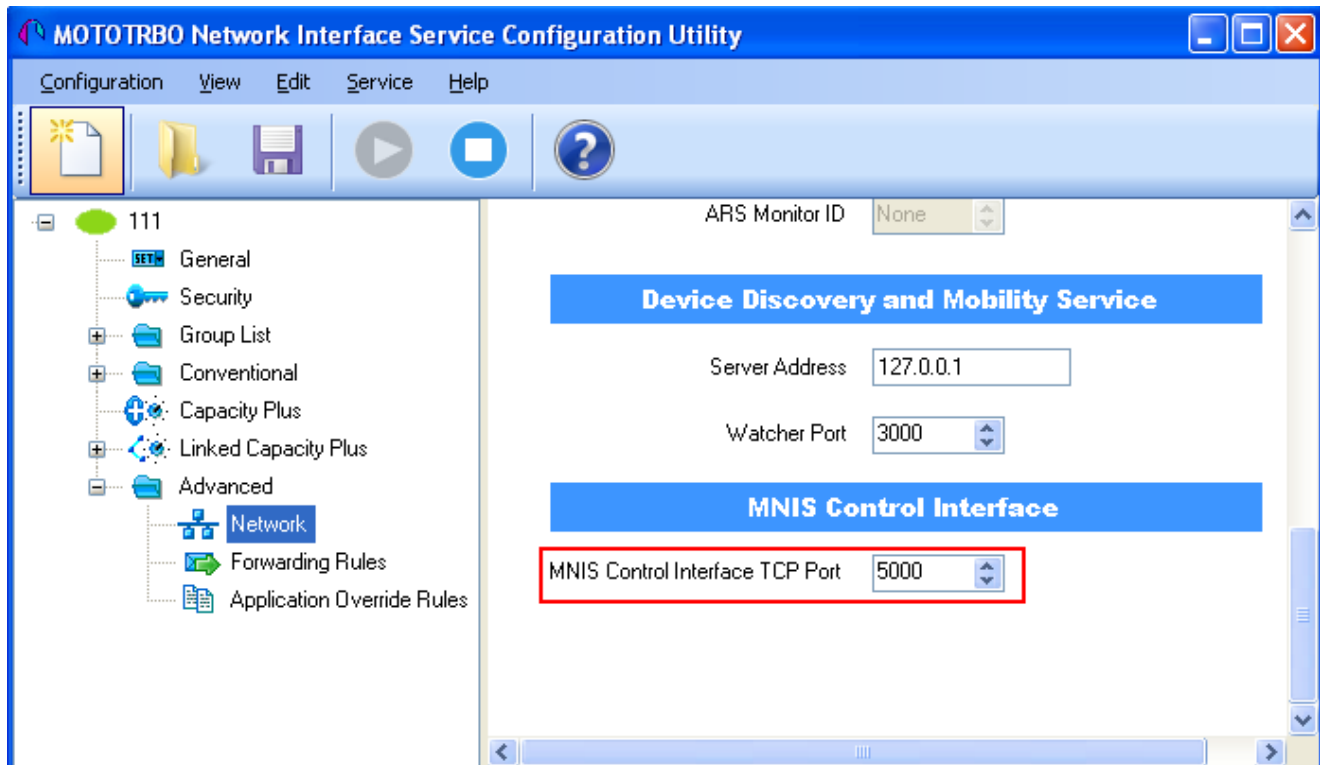 MOTOTRBO Network Interface Service Configuration Utility
Configuration View Edit Service Help
111
SET
General
Security
Group List
Conventional
Capacity Plus
Linked Capacity Plus
Advanced
Network
Forwarding Rules
Application Override Rules
ARS Monitor ID None
Device Discovery and Mobility Service
Server Address 127.0.0.1
Watcher Port 3000
MNIS Control Interface
MNIS Control Interface TCP Port 5000